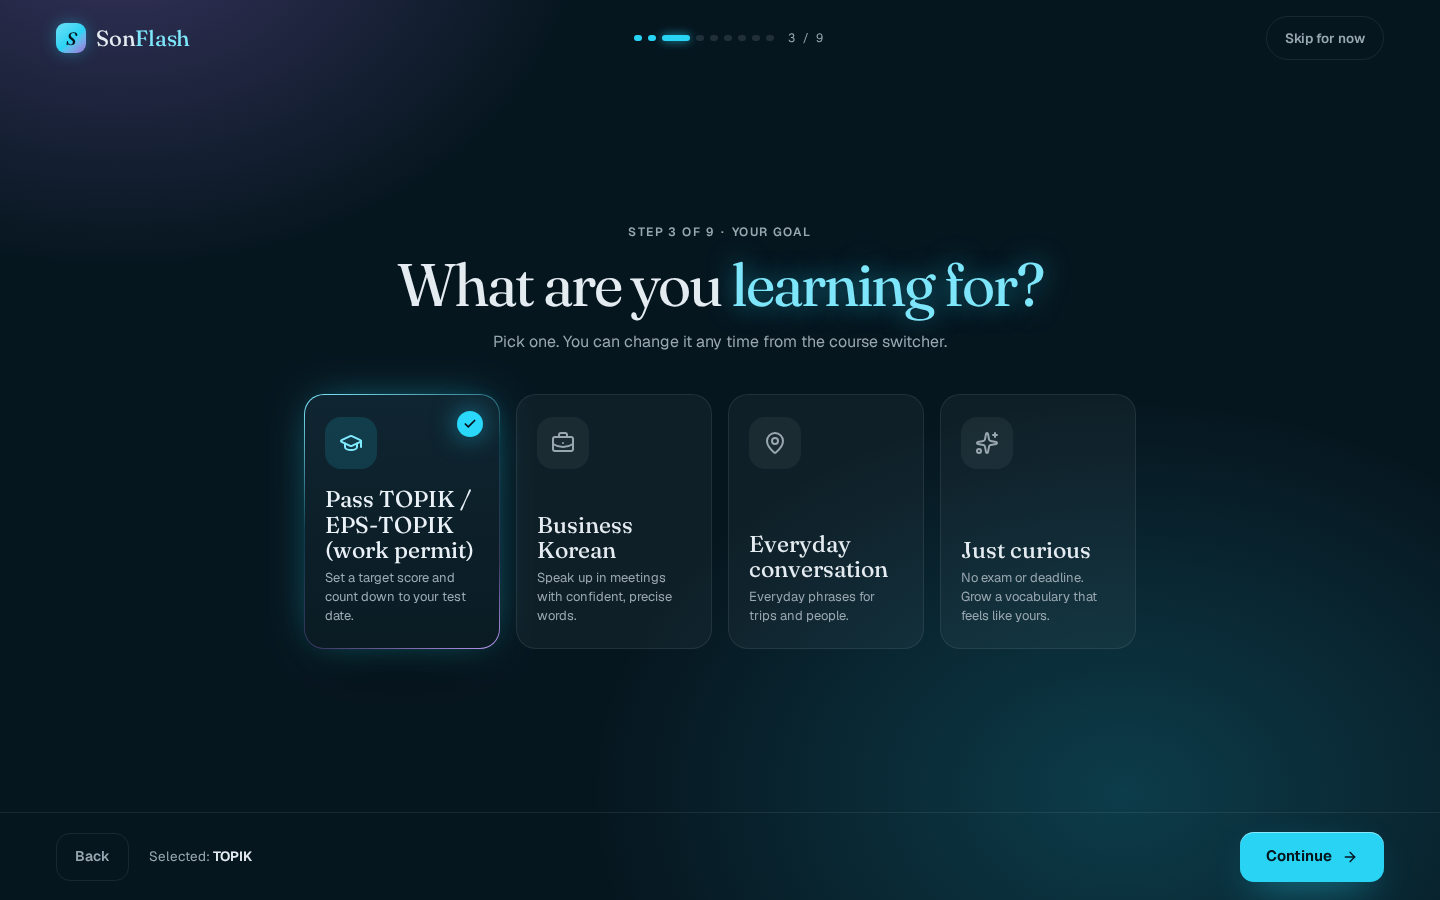 S SonFlash
3 / 9
Skip for now
STEP 3 OF 9 · YOUR GOAL
What are you learning for?
Pick one. You can change it any time from the course switcher.
Pass TOPIK /
EPS-TOPIK
(work permit)
Set a target score and
count down to your test
date.
Business
Korean
Speak up in meetings
with confident, precise
words.
Everyday
conversation
Everyday phrases for
trips and people.
Just curious
No exam or deadline.
Grow a vocabulary that
feels like yours.
Back
Selected: TOPIK
Continue